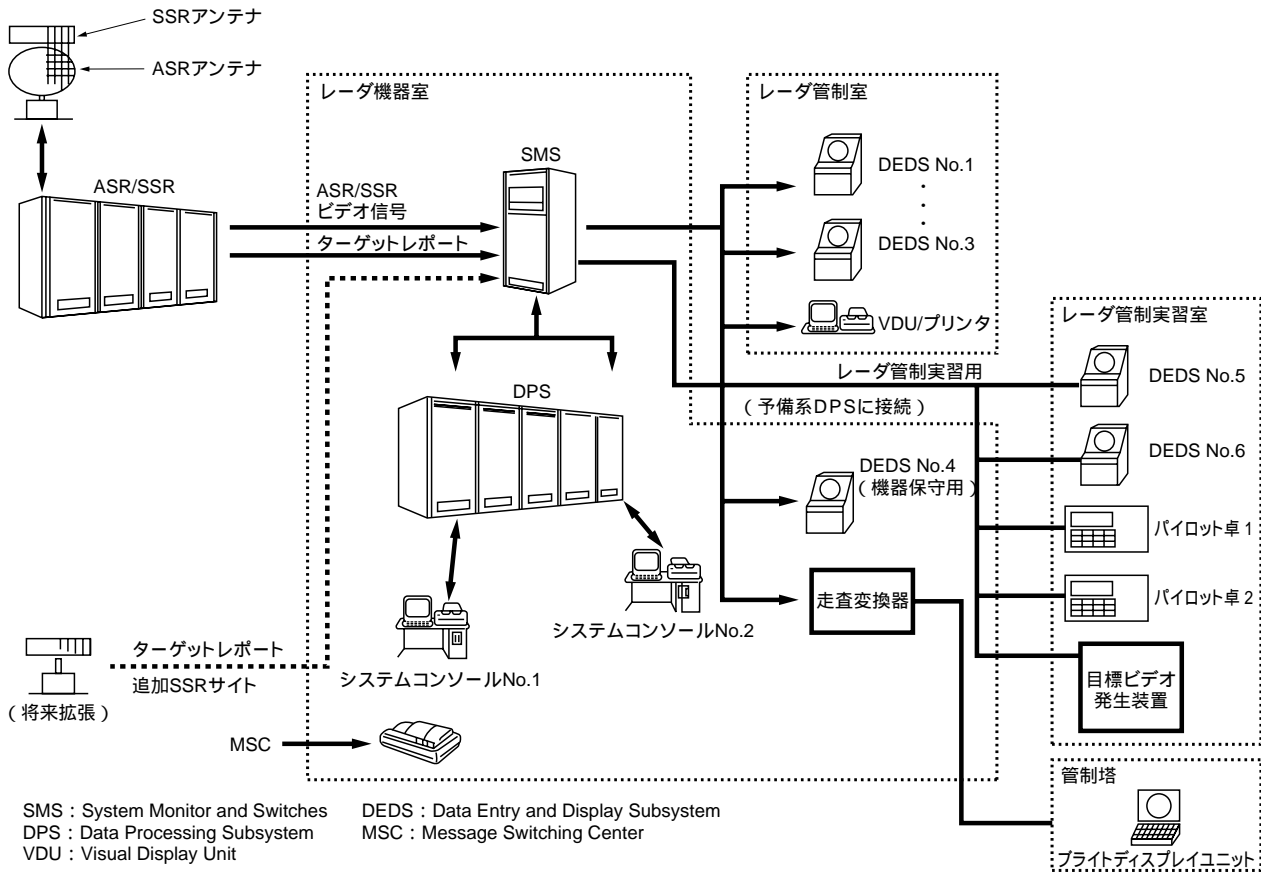 SSRアンテナ
ASRアンテナ
レーダ機器室
レーダ管制室
SMS
DEDS No.1
・
・
・
DEDS No.3
VDU/プリンタ
ASR/SSR
ASR/SSR
ビデオ信号
ターゲットレポート
レーダ管制実習室
レーダ管制実習用
(予備系DPSに接続)
DEDS No.5
DEDS No.6
DPS
DEDS No.4
(機器保守用)
パイロット卓1
パイロット卓2
走査変換器
システムコンソールNo.2
システムコンソールNo.1
ターゲットレポート
追加SSRサイト
(将来拡張)
目標ビデオ
発生装置
MSC
管制塔
ブライトディスプレイユニット
SMS:System Monitor and Switches
DEDS:Data Entry and Display Subsystem
DPS:Data Processing Subsystem
MSC:Message Switching Center
VDU:Visual Display Unit